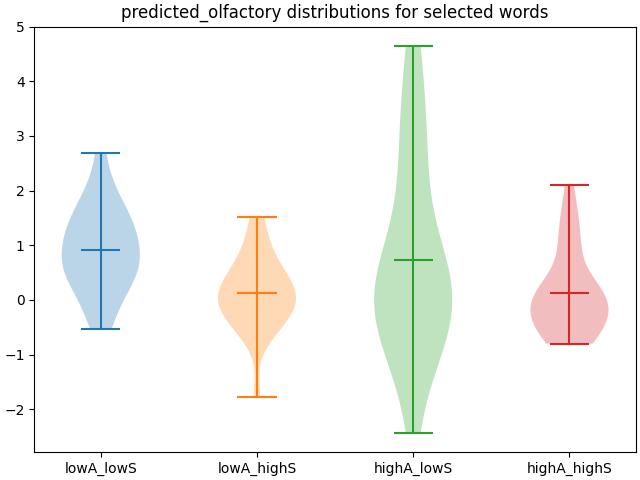 predicted_olfactory distributions for selected words
5
4
3
2
1
0
−1
−2
lowA_lowS
lowA_highS
highA_lowS
highA_highS